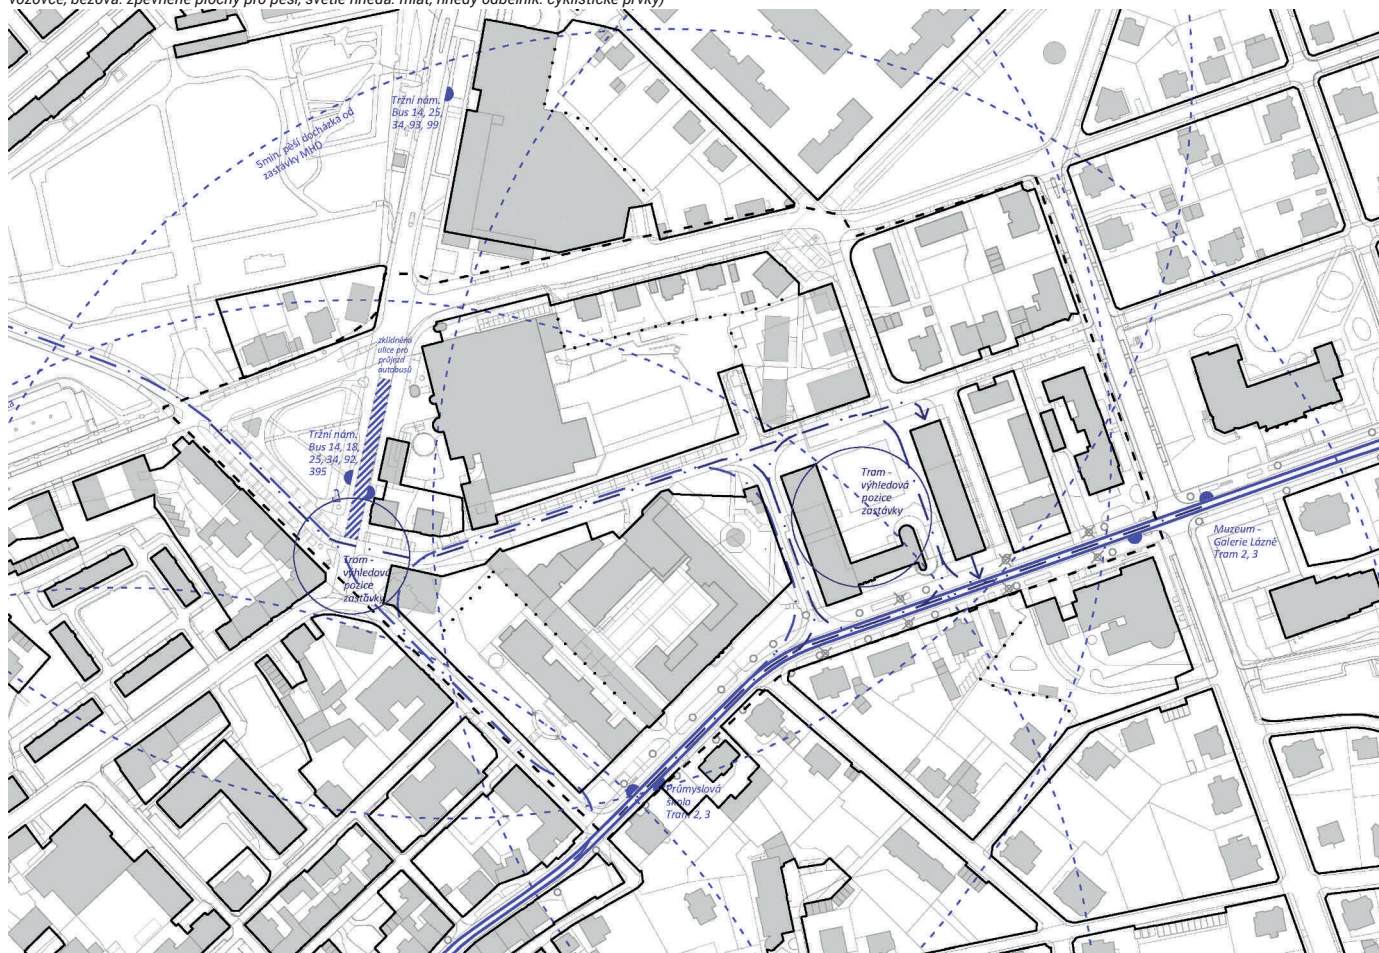 vozovce, béžová: zpevněné plochy pro pěší, světle hnědá: mlat, hnědý odbělník: cyklistické prvky)
Tržní nám.
Bus 14, 25,
34, 93, 99
5min. pěší docházka od
zastávky MHD
zklidněná
ulice pro
průjezd
autobusů
Tržní nám.
Bus 14, 18,
25, 34, 92,
395
Tram -
výhledová
pozice
zastávky
Tram -
výhledová
pozice
zastávky
Muzeum -
Galerie Lázně
Tram 2, 3
Průmyslová
škola
Tram 2, 3